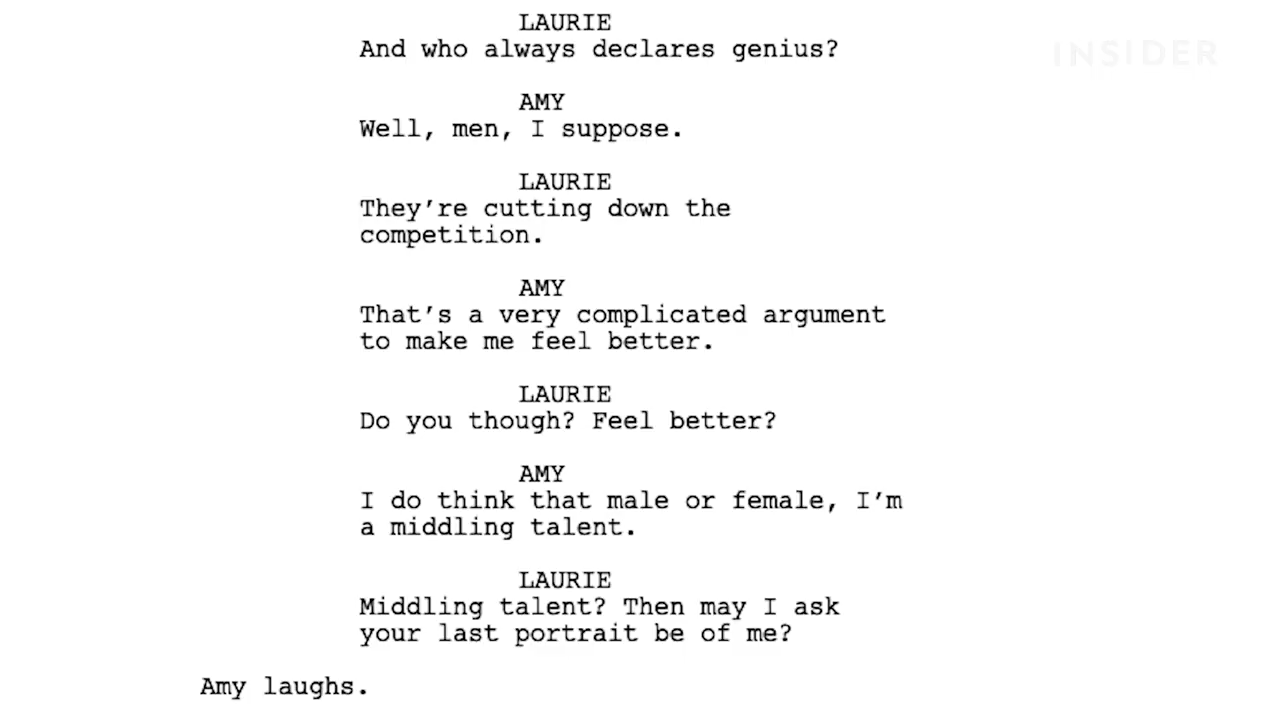 LAURIE
And who always declares genius?
INSIDER
AMY
Well, men, I suppose.
LAURIE
They're cutting down the
competition.
AMY
That's a very complicated argument
to make me feel better.
LAURIE
Do you though? Feel better?
AMY
I do think that male or female, I'm
a middling talent.
LAURIE
Middling talent? Then may I ask
your last portrait be of me?
Amy laughs.